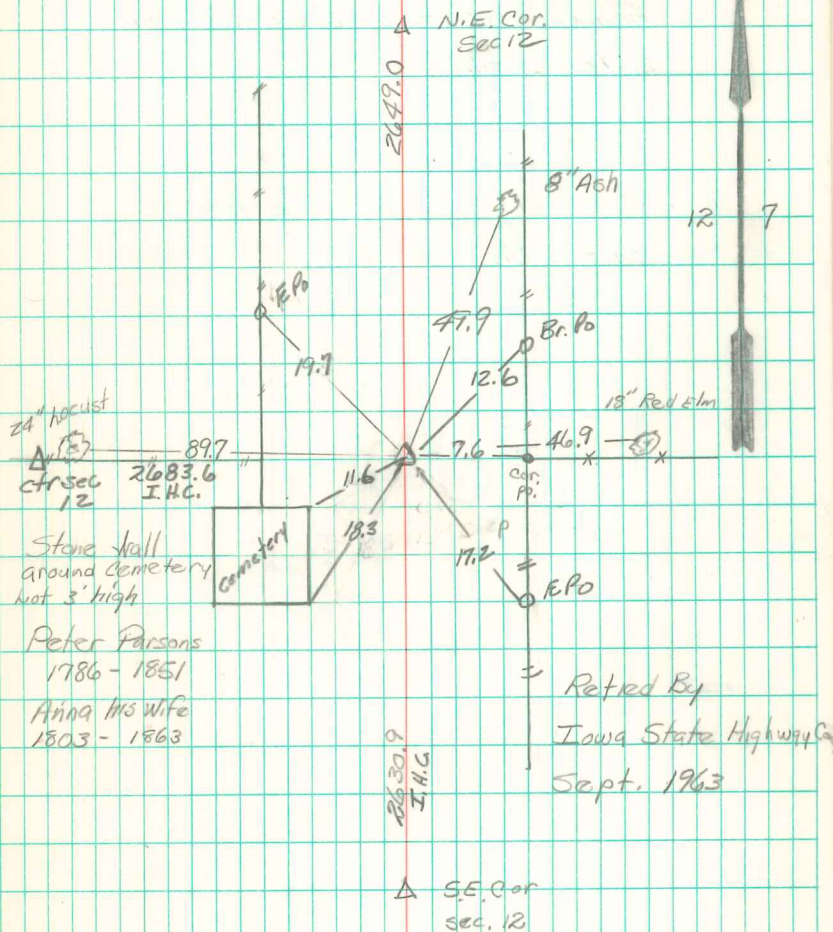 N.E. Cor.
Sec 12
2649.0
8" Ash
12 7
E Po
47.9
Br. Po
19.7
12.6
24" Locust
18" Red Elm
89.7
7.6
46.9
ctr sec
12
2683.6
I.H.C.
11.6
Cor.
po.
Cemetery
18.3
17.2
Stone Wall
around Cemetery
Wot 3' high
E Po
Peter Parsons
1786 - 1851
Anna his Wife
1803 - 1863
Retied By
Iowa State Highway Co
Sept. 1963
2630.9
I.H.C.
S.E. Cor
sec. 12